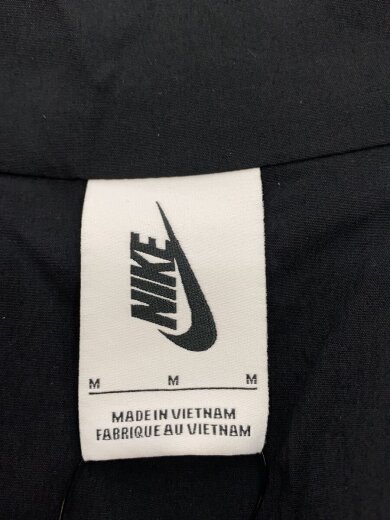 NIKE
M M M
MADE IN VIETNAM
FABRIQUE AU VIETNAM